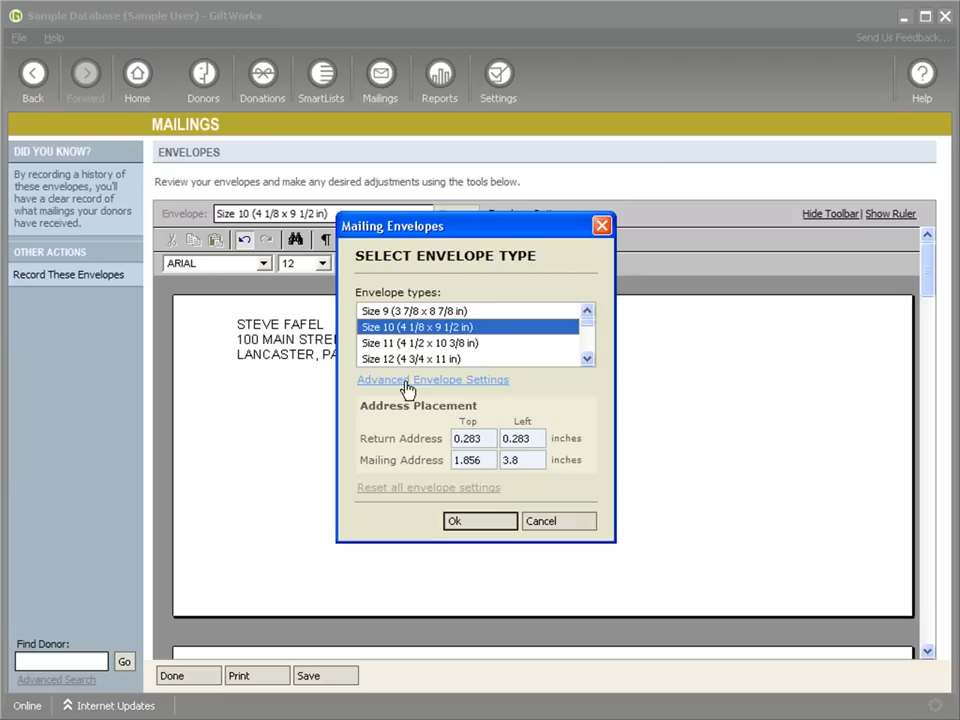 Sample Database (Sample User) - GiftWorks
File Help Send Us Feedback...
Back Forward Home Donors Donations SmartLists Mailings Reports Settings Help
MAILINGS
DID YOU KNOW?
By recording a history of
these envelopes, you'll
have a clear record of
what mailings your donors
have received.
OTHER ACTIONS
Record These Envelopes
Find Donor:
Go
Advanced Search
ENVELOPES
Review your envelopes and make any desired adjustments using the tools below.
Envelope: Size 10 (4 1/8 x 9 1/2 in) Hide Toolbar | Show Ruler
ARIAL 12
STEVE FAFEL
100 MAIN STRE
LANCASTER, PA
Mailing Envelopes
SELECT ENVELOPE TYPE
Envelope types:
Size 9 (3 7/8 x 8 7/8 in)
Size 10 (4 1/8 x 9 1/2 in)
Size 11 (4 1/2 x 10 3/8 in)
Size 12 (4 3/4 x 11 in)
Advanced Envelope Settings
Address Placement
Top Left
Return Address 0.283 0.283 inches
Mailing Address 1.856 3.8 inches
Reset all envelope settings
Ok Cancel
Done Print Save
Online Internet Updates